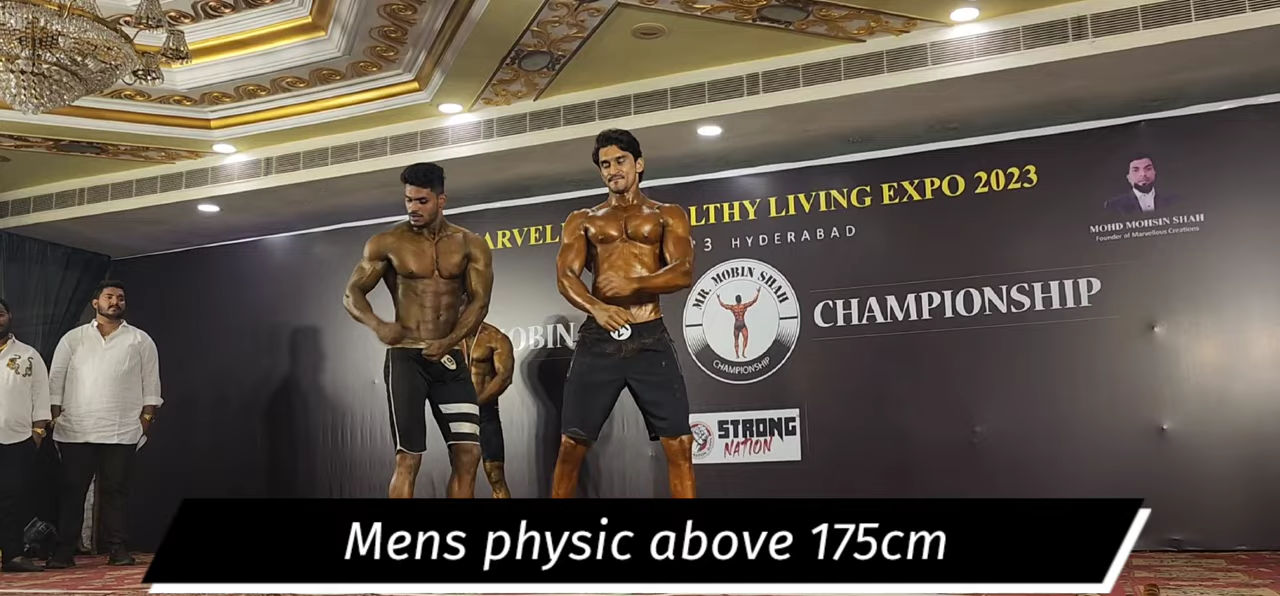 LTHY LIVING EXPO 2023
3 HYDERABAD
MOHD MOHSIN SHAH
Founder of Marvellous Creations
MR. MOBIN SHAH
CHAMPIONSHIP
CHAMPIONSHIP
STRONG
NATION
Mens physic above 175cm